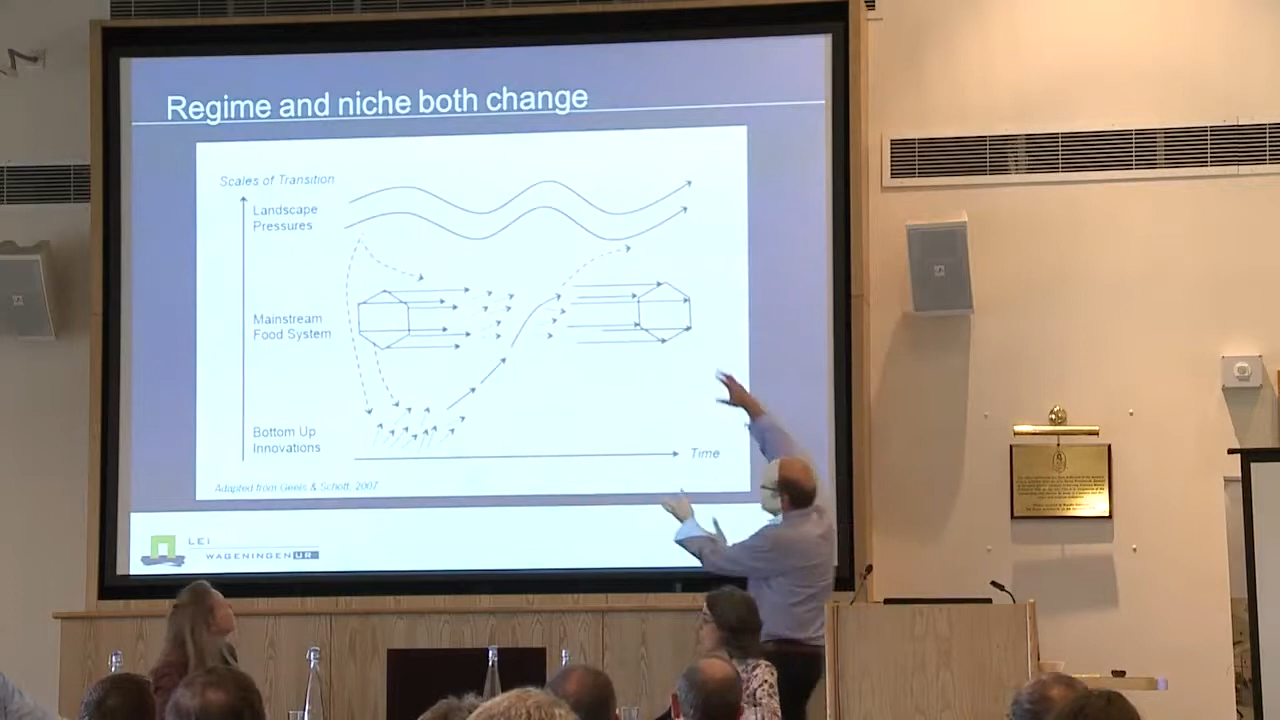 Regime and niche both change
Scales of Transition
Landscape
Pressures
Mainstream
Food System
Bottom Up
Innovations
Time
Adapted from Geels & Schott, 2007
LEI
WAGENINGEN UR